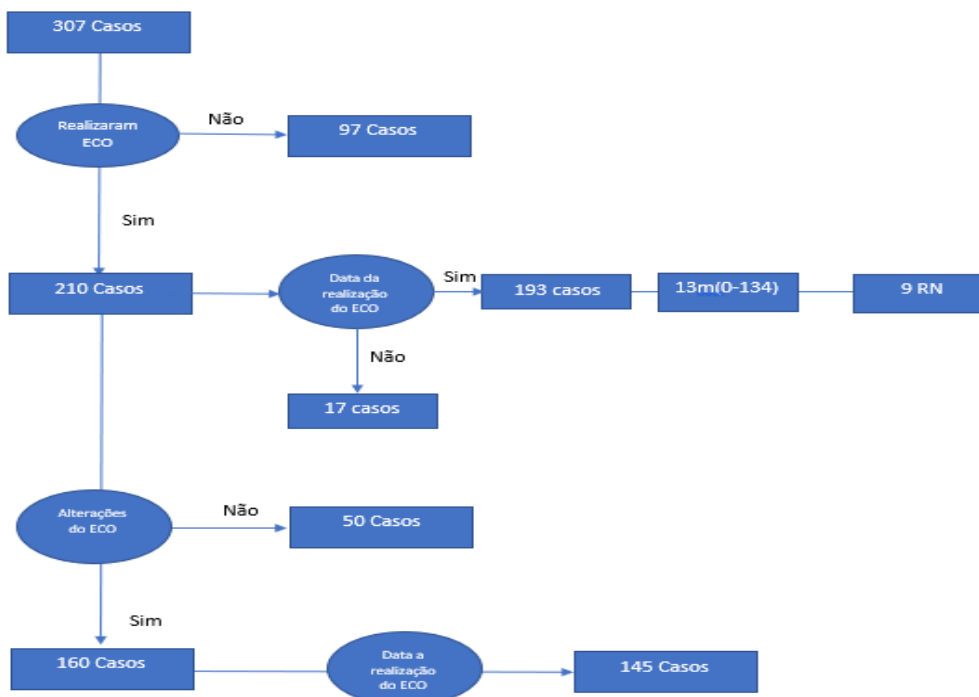 307 Casos
Realizaram
ECO
Não
97 Casos
Sim
210 Casos
Data da
realização
do ECO
Sim
193 casos
13m(0-134)
9 RN
Não
17 casos
Alterações
do ECO
Não
50 Casos
Sim
160 Casos
Data a
realização
do ECO
145 Casos